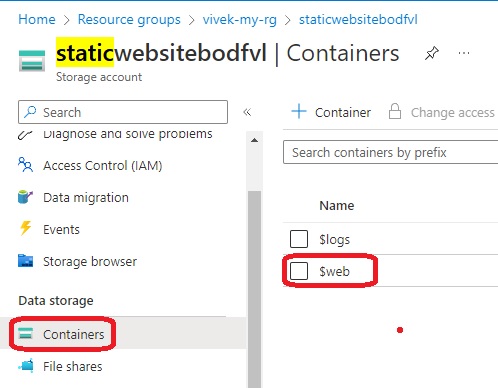 Home > Resource groups > vivek-my-rg > staticwebsitebodfvl
staticwebsitebodfvl | Containers
Storage account
Search
Diagnose and solve problems
Access Control (IAM)
Data migration
Events
Storage browser
Data storage
Containers
File shares
+ Container
Change access
Search containers by prefix
Name
$logs
$web